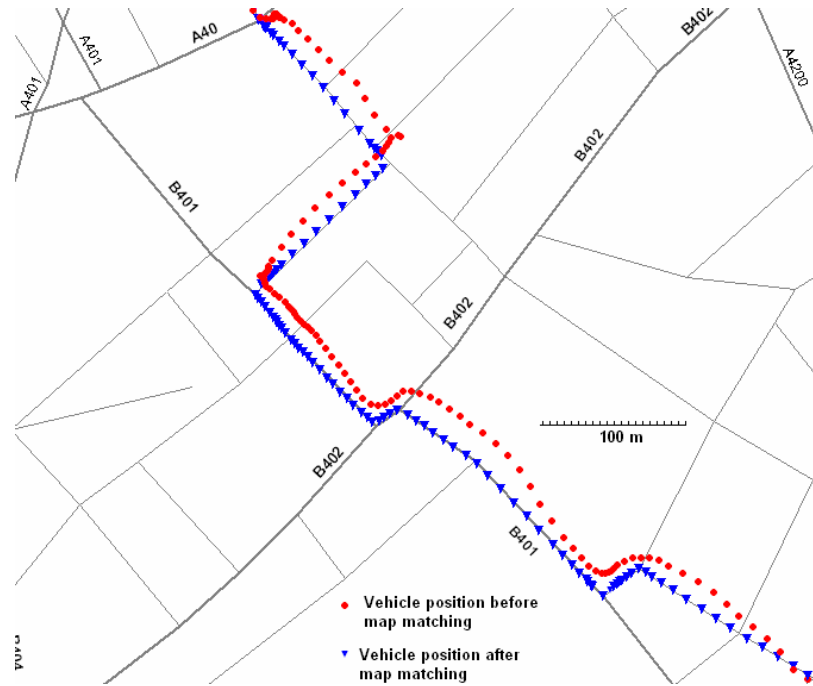 B402
A40
A401
A4200
A401
B402
B401
B402
100 m
B402
B401
Vehicle position before
map matching
Vehicle position after
map matching